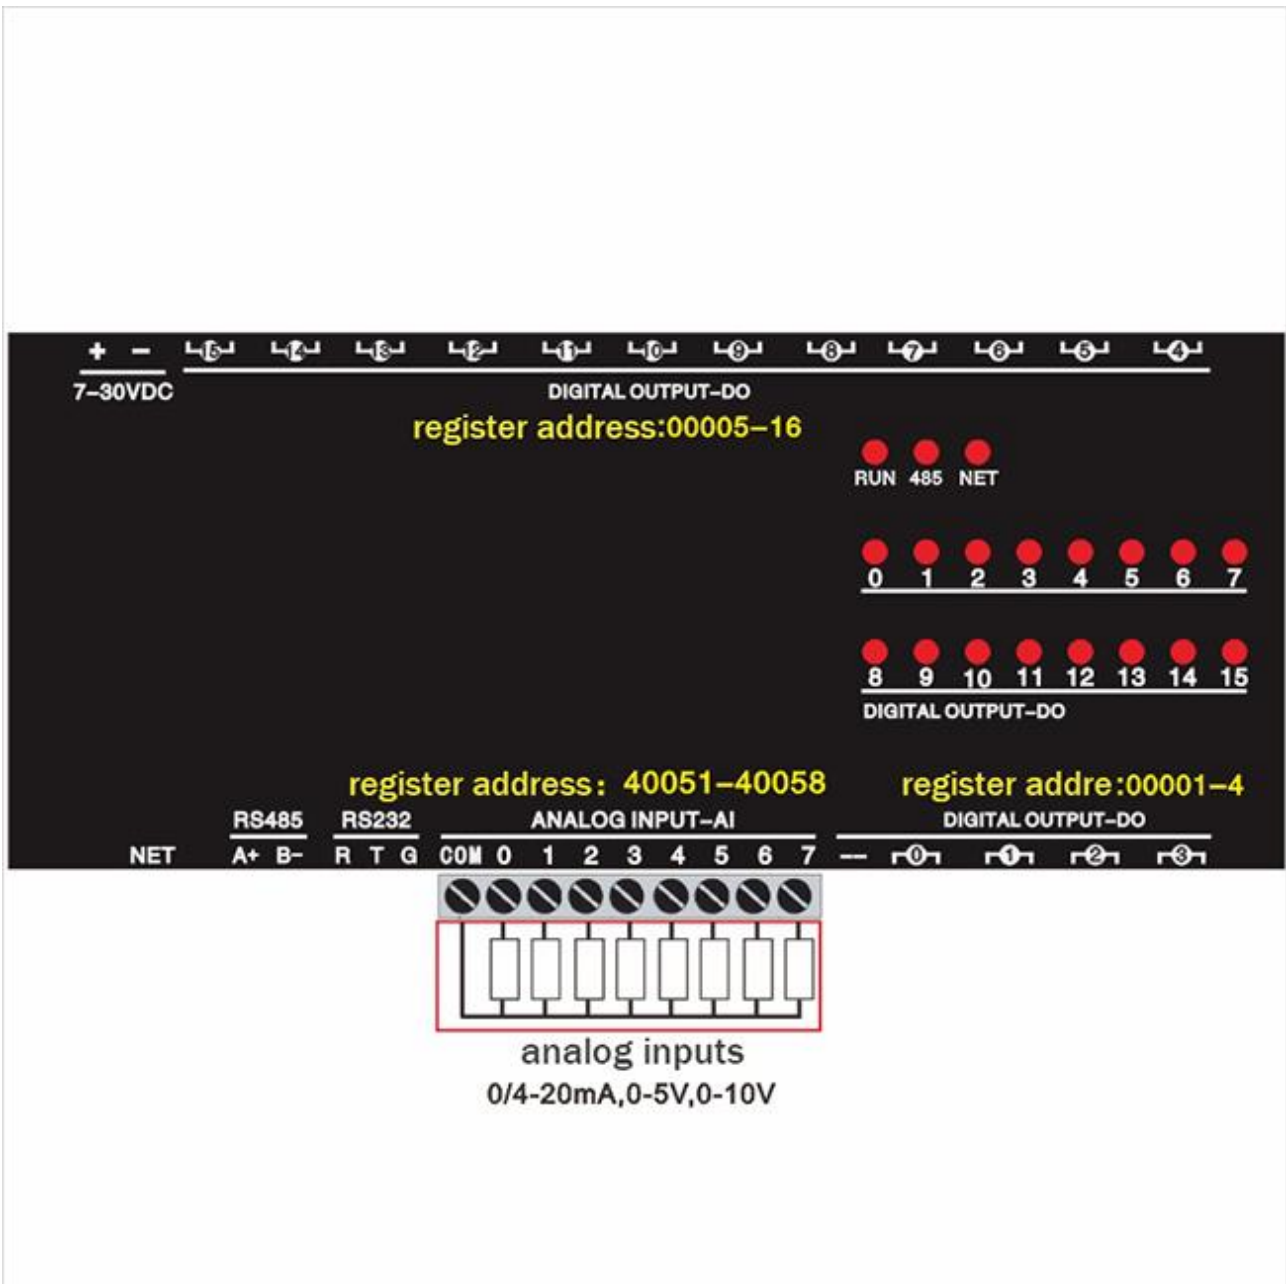 + − 15 14 13 12 11 10 9 8 7 6 5 4
7−30VDC DIGITAL OUTPUT−DO
register address:00005−16
RUN 485 NET
0 1 2 3 4 5 6 7
8 9 10 11 12 13 14 15
DIGITAL OUTPUT−DO
register address: 40051−40058 register addre:00001−4
RS485 RS232 ANALOG INPUT−AI DIGITAL OUTPUT−DO
NET A+ B− R T G COM 0 1 2 3 4 5 6 7 −− 0 1 2 3
analog inputs
0/4-20mA,0-5V,0-10V